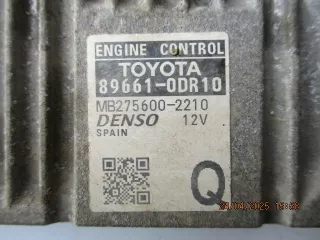 ENGINE CONTROL
TOYOTA
89661-0DR10
MB275600-2210
DENSO 12V
SPAIN
Q